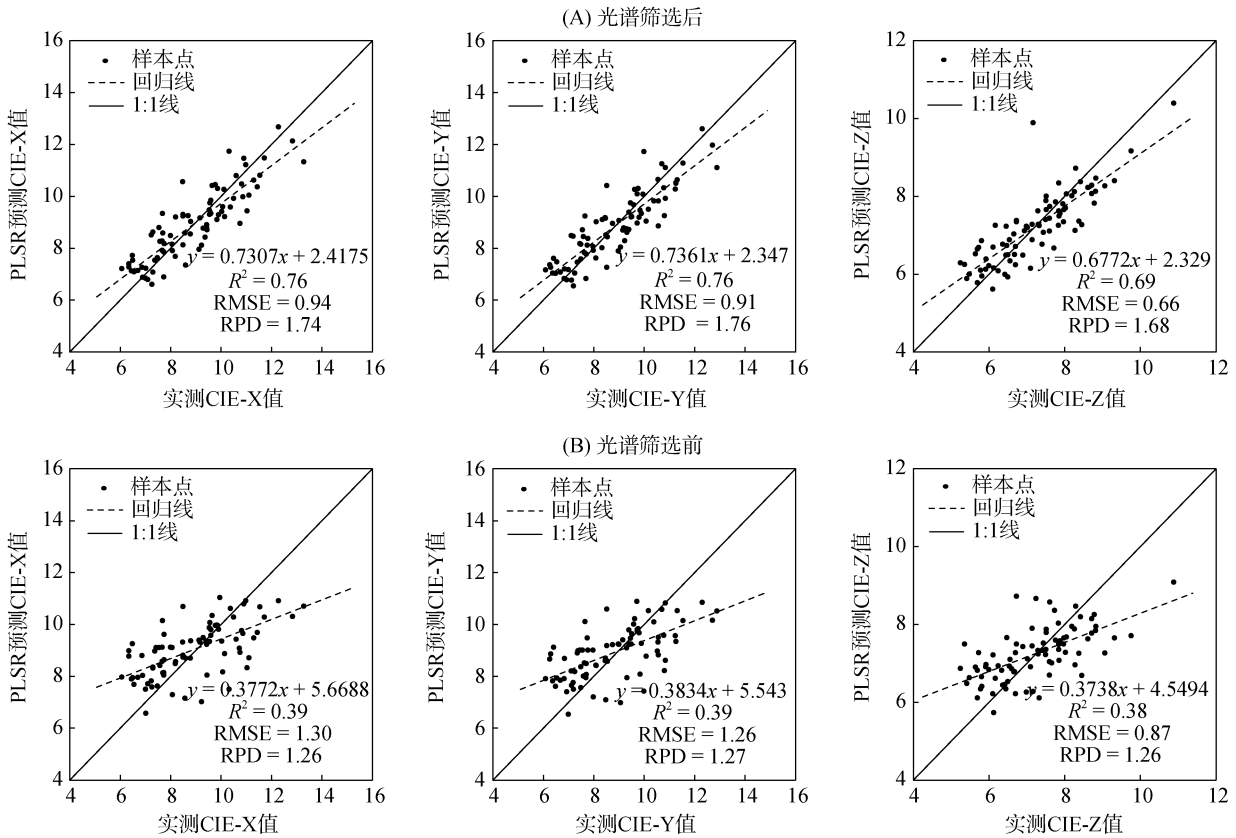 (A) 光谱筛选后
样本点
回归线
1:1线
16
14
12
10
8
6
4
4
6
8
10
12
14
16
y = 0.7307x + 2.4175
R² = 0.76
RMSE = 0.94
RPD = 1.74
PLSR预测CIE-X值
实测CIE-X值
样本点
回归线
1:1线
16
14
12
10
8
6
4
4
6
8
10
12
14
16
y = 0.7361x + 2.347
R² = 0.76
RMSE = 0.91
RPD = 1.76
PLSR预测CIE-Y值
实测CIE-Y值
样本点
回归线
1:1线
12
10
8
6
4
4
6
8
10
12
y = 0.6772x + 2.329
R² = 0.69
RMSE = 0.66
RPD = 1.68
PLSR预测CIE-Z值
实测CIE-Z值
(B) 光谱筛选前
样本点
回归线
1:1线
16
14
12
10
8
6
4
4
6
8
10
12
14
16
y = 0.3772x + 5.6688
R² = 0.39
RMSE = 1.30
RPD = 1.26
PLSR预测CIE-X值
实测CIE-X值
样本点
回归线
1:1线
16
14
12
10
8
6
4
4
6
8
10
12
14
16
y = 0.3834x + 5.543
R² = 0.39
RMSE = 1.26
RPD = 1.27
PLSR预测CIE-Y值
实测CIE-Y值
样本点
回归线
1:1线
12
10
8
6
4
4
6
8
10
12
y = 0.3738x + 4.5494
R² = 0.38
RMSE = 0.87
RPD = 1.26
PLSR预测CIE-Z值
实测CIE-Z值